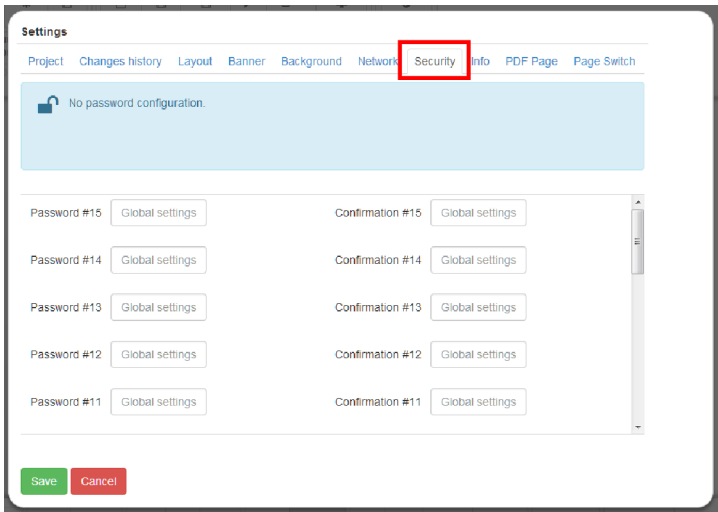 Settings
Project Changes history Layout Banner Background Network Security Info PDF Page Page Switch
No password configuration.
Password #15 Global settings Confirmation #15 Global settings
Password #14 Global settings Confirmation #14 Global settings
Password #13 Global settings Confirmation #13 Global settings
Password #12 Global settings Confirmation #12 Global settings
Password #11 Global settings Confirmation #11 Global settings
Save Cancel